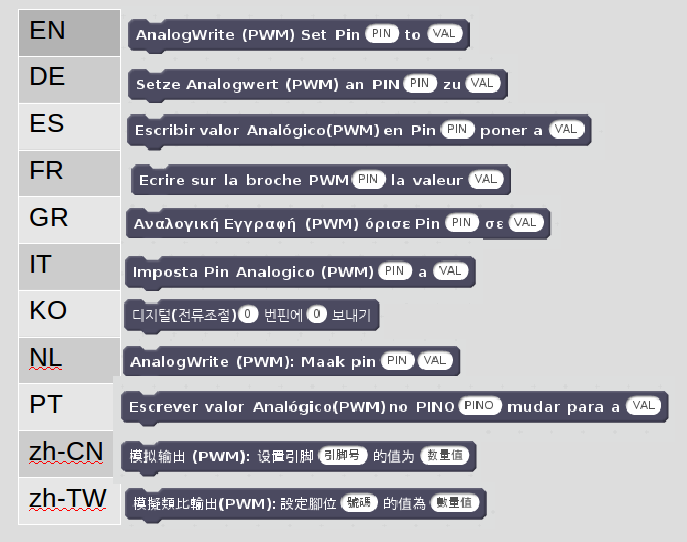 EN AnalogWrite (PWM) Set Pin PIN to VAL
DE Setze Analogwert (PWM) an PIN PIN zu VAL
ES Escribir valor Analógico(PWM) en Pin PIN poner a VAL
FR Ecrire sur la broche PWM PIN la valeur VAL
GR Αναλογική Εγγραφή (PWM) όρισε Pin PIN σε VAL
IT Imposta Pin Analogico (PWM) PIN a VAL
KO 디지털(전류조절) 0 번핀에 0 보내기
NL AnalogWrite (PWM): Maak pin PIN VAL
PT Escrever valor Analógico(PWM) no PINO PINO mudar para a VAL
zh-CN 模拟输出 (PWM): 设置引脚 引脚号 的值为 数量值
zh-TW 模擬類比輸出(PWM): 設定腳位 號碼 的值為 數量值